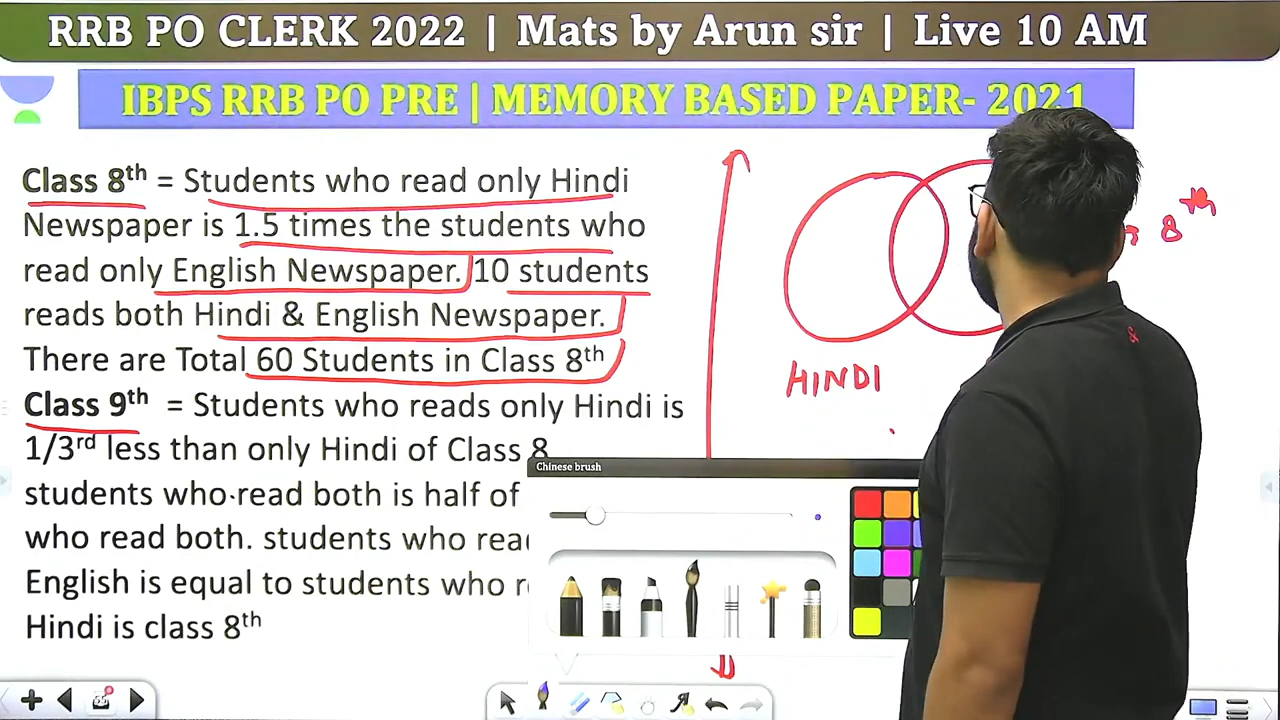 RRB PO CLERK 2022 | Mats by Arun sir | Live 10 AM
IBPS RRB PO PRE | MEMORY BASED PAPER- 2021
Class 8th = Students who read only Hindi
Newspaper is 1.5 times the students who
read only English Newspaper. 10 students
reads both Hindi & English Newspaper.
There are Total 60 Students in Class 8th
Class 9th = Students who reads only Hindi is
1/3rd less than only Hindi of Class 8
students who read both is half of
who read both. students who
English is equal to students who
Hindi is class 8th
HINDI
8th
Chinese brush